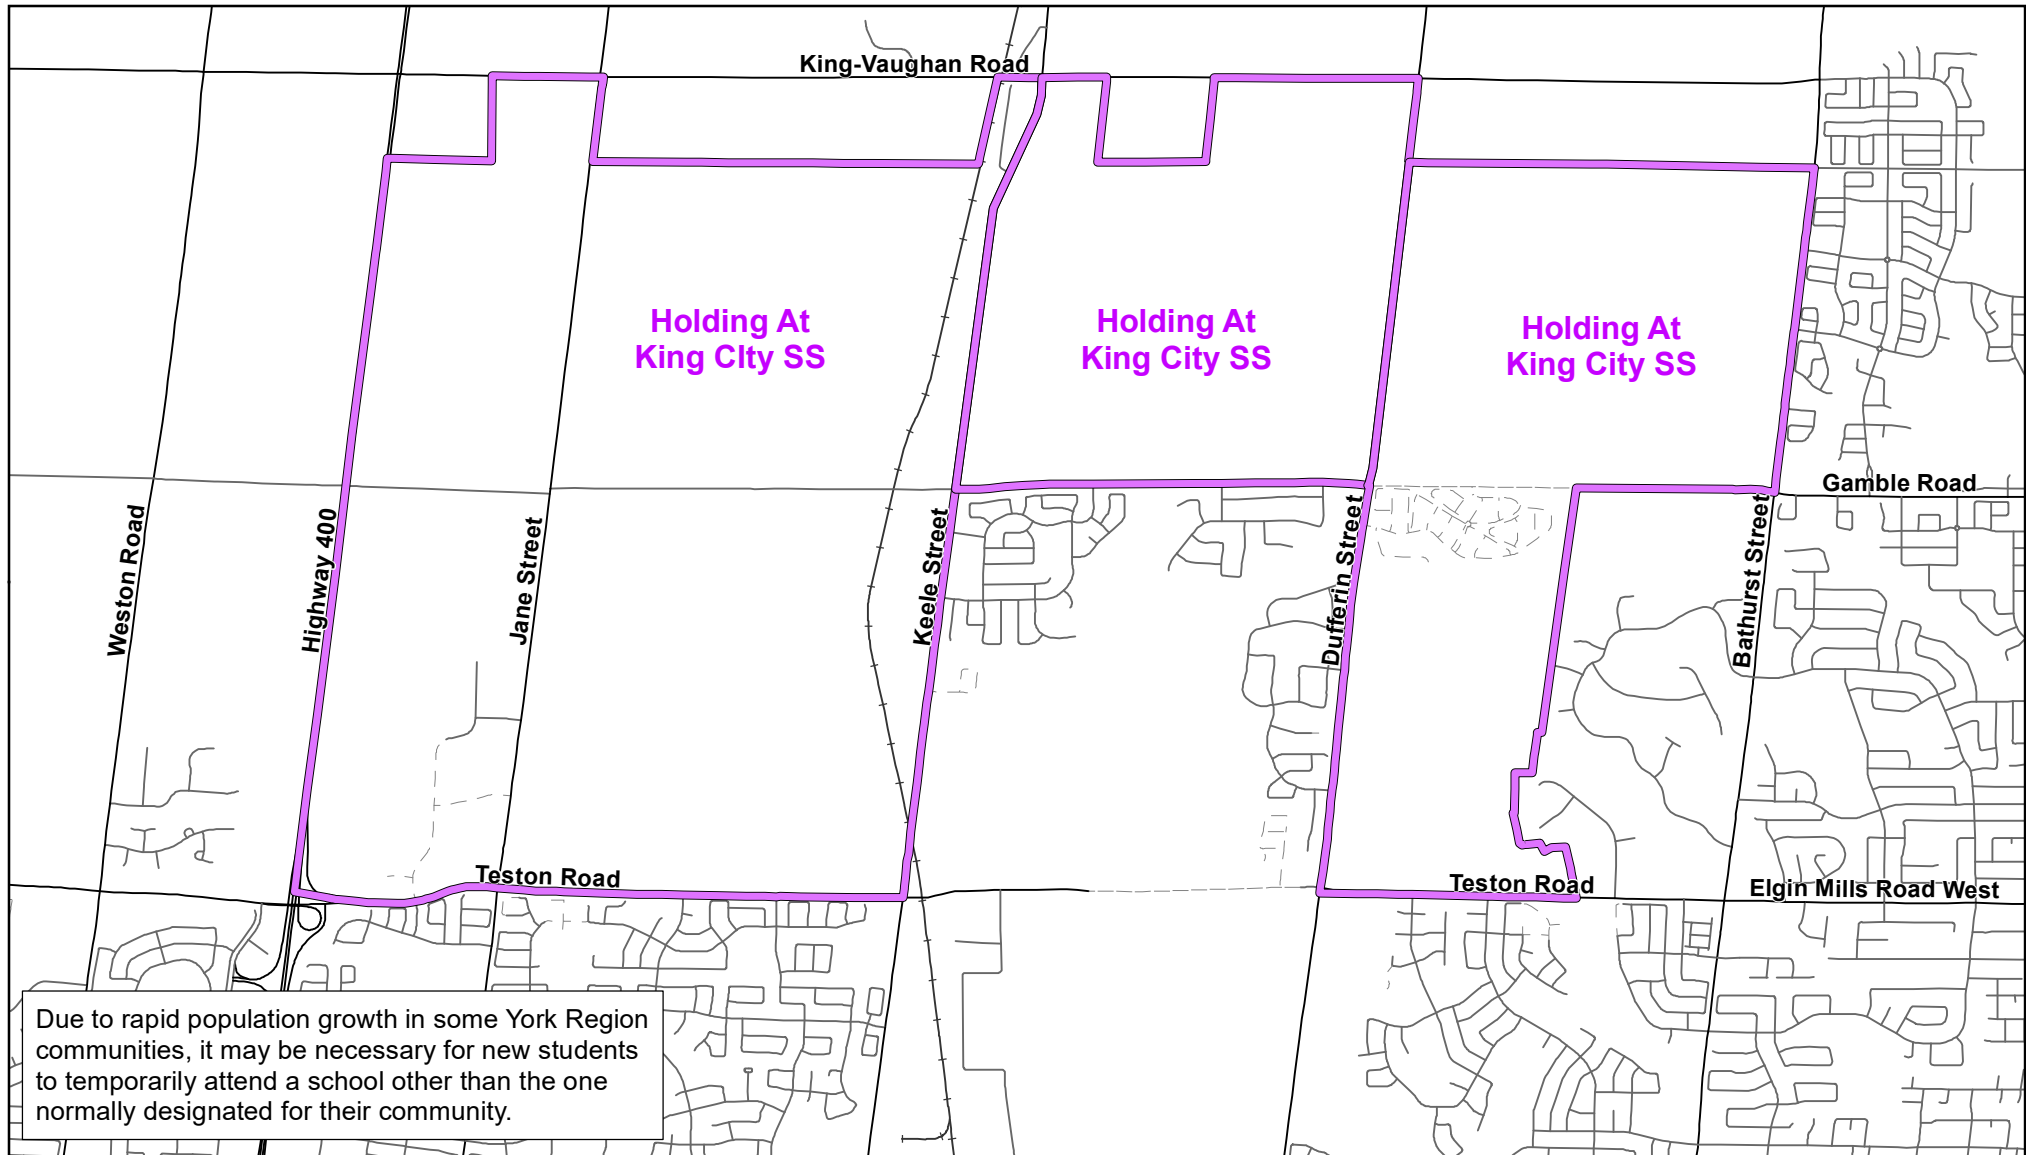 King-Vaughan Road
Holding At
King CIty SS
Holding At
King City SS
Holding At
King City SS
Gamble Road
Weston Road
Highway 400
Jane Street
Keele Street
Dufferin Street
Bathurst Street
Teston Road
Teston Road
Elgin Mills Road West
Due to rapid population growth in some York Region
communities, it may be necessary for new students
to temporarily attend a school other than the one
normally designated for their community.